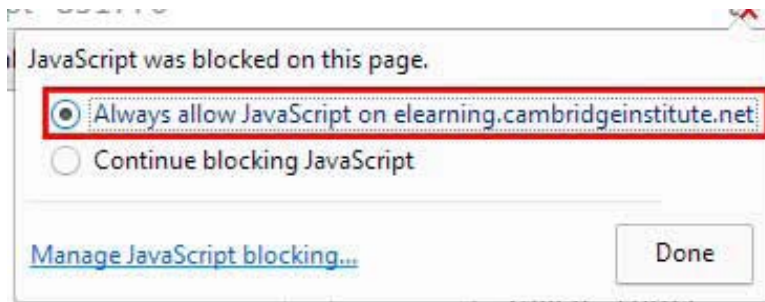 JavaScript was blocked on this page.
Always allow JavaScript on elearning.cambridgeinstitute.net
Continue blocking JavaScript
Manage JavaScript blocking...
Done